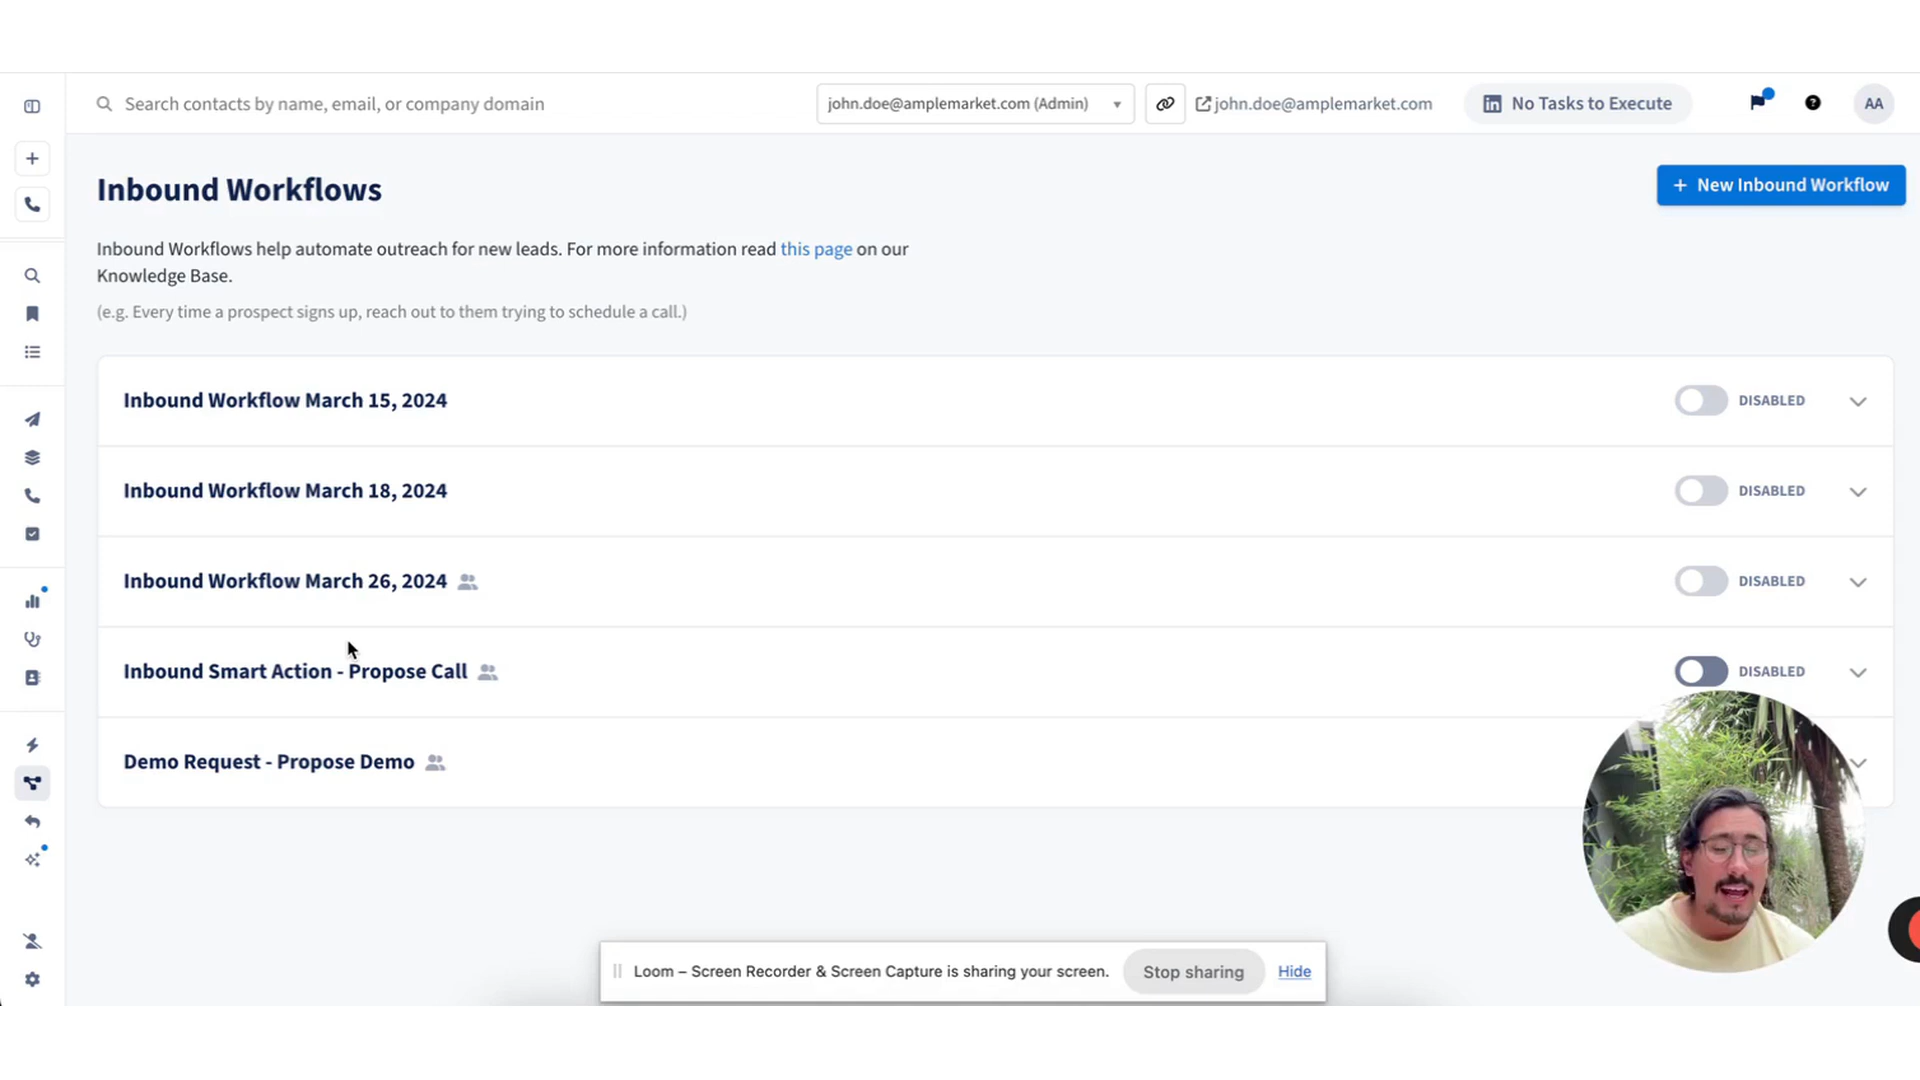 Search contacts by name, email, or company domain
john.doe@amplemarket.com (Admin)
john.doe@amplemarket.com
No Tasks to Execute
AA
Inbound Workflows
+ New Inbound Workflow
Inbound Workflows help automate outreach for new leads. For more information read this page on our
Knowledge Base.
(e.g. Every time a prospect signs up, reach out to them trying to schedule a call.)
Inbound Workflow March 15, 2024
DISABLED
Inbound Workflow March 18, 2024
DISABLED
Inbound Workflow March 26, 2024
DISABLED
Inbound Smart Action - Propose Call
DISABLED
Demo Request - Propose Demo
Loom – Screen Recorder & Screen Capture is sharing your screen.
Stop sharing
Hide